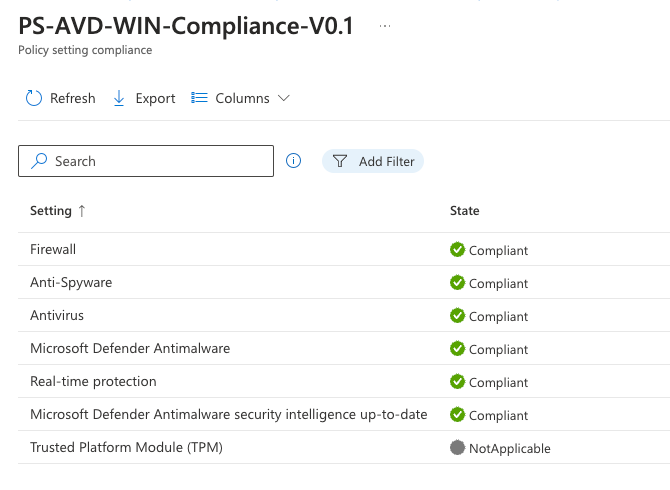 PS-AVD-WIN-Compliance-V0.1 ...
Policy setting compliance
Refresh Export Columns
Search Add Filter
Setting ↑ State
Firewall Compliant
Anti-Spyware Compliant
Antivirus Compliant
Microsoft Defender Antimalware Compliant
Real-time protection Compliant
Microsoft Defender Antimalware security intelligence up-to-date Compliant
Trusted Platform Module (TPM) NotApplicable